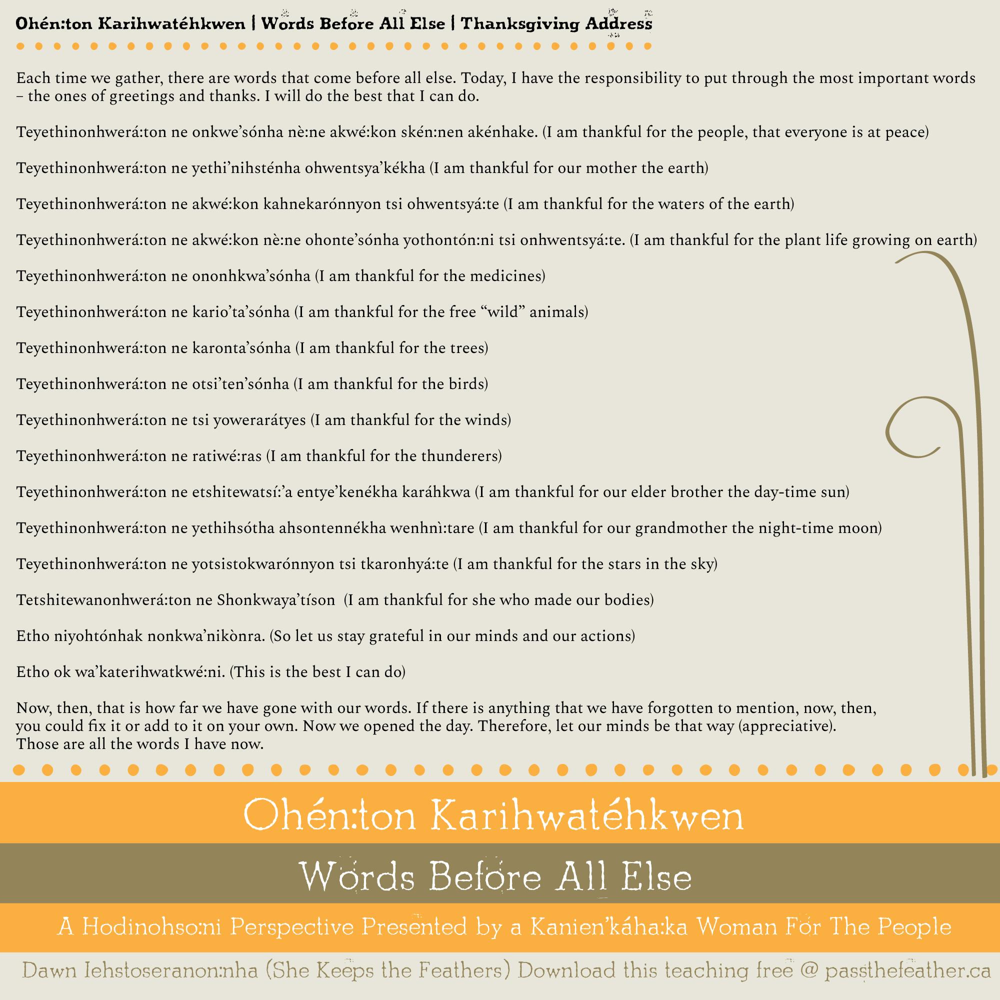 Ohén:ton Karihwatéhkwen | Words Before All Else | Thanksgiving Address
Each time we gather, there are words that come before all else. Today, I have the responsibility to put through the most important words
– the ones of greetings and thanks. I will do the best that I can do.
Teyethinonhwerá:ton ne onkwe’sónha nè:ne akwé:kon skén:nen akénhake. (I am thankful for the people, that everyone is at peace)
Teyethinonhwerá:ton ne yethi’nihsténha ohwentsya’kékha (I am thankful for our mother the earth)
Teyethinonhwerá:ton ne akwé:kon kahnekarónnyon tsi ohwentsyá:te (I am thankful for the waters of the earth)
Teyethinonhwerá:ton ne akwé:kon nè:ne ohonte’sónha yothontón:ni tsi onhwentsyá:te. (I am thankful for the plant life growing on earth)
Teyethinonhwerá:ton ne ononhkwa’sónha (I am thankful for the medicines)
Teyethinonhwerá:ton ne kario’ta’sónha (I am thankful for the free “wild” animals)
Teyethinonhwerá:ton ne karonta’sónha (I am thankful for the trees)
Teyethinonhwerá:ton ne otsi’ten’sónha (I am thankful for the birds)
Teyethinonhwerá:ton ne tsi yowerarátyes (I am thankful for the winds)
Teyethinonhwerá:ton ne ratiwé:ras (I am thankful for the thunderers)
Teyethinonhwerá:ton ne etshitewatsí:’a entye’kenékha karáhkwa (I am thankful for our elder brother the day-time sun)
Teyethinonhwerá:ton ne yethihsótha ahsontennékha wenhnì:tare (I am thankful for our grandmother the night-time moon)
Teyethinonhwerá:ton ne yotsistokwarónnyon tsi tkaronhyá:te (I am thankful for the stars in the sky)
Tetshitewanonhwerá:ton ne Shonkwaya’tíson  (I am thankful for she who made our bodies)
Etho niyohtónhak nonkwa’nikònra. (So let us stay grateful in our minds and our actions)
Etho ok wa’katerihwatkwé:ni. (This is the best I can do)
Now, then, that is how far we have gone with our words. If there is anything that we have forgotten to mention, now, then,
you could fix it or add to it on your own. Now we opened the day. Therefore, let our minds be that way (appreciative).
Those are all the words I have now.
Ohén:ton Karihwatéhkwen
Words Before All Else
A Hodinohso:ni Perspective Presented by a Kanien’káha:ka Woman For The People
Dawn Iehstoseranon:nha (She Keeps the Feathers) Download this teaching free @ passthefeather.ca